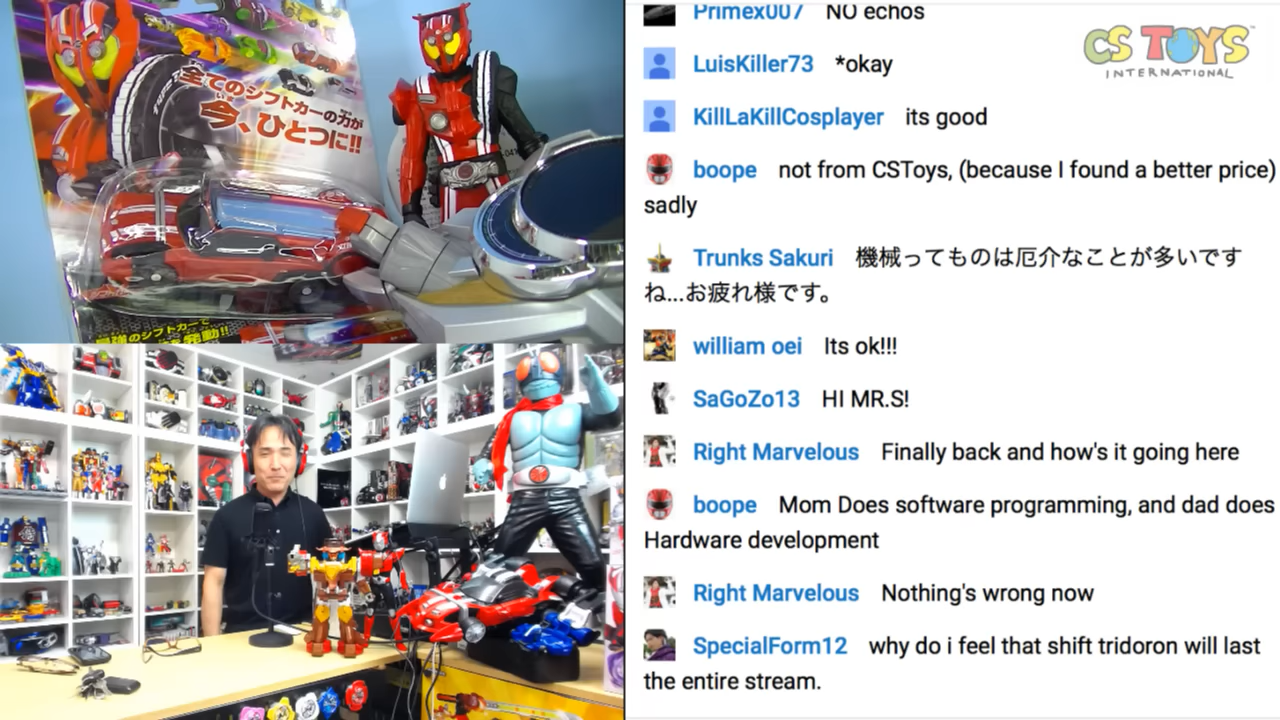 全てのシフトカーの力が
今、ひとつに!!
Primex007 NO echos
LuisKiller73 *okay
KillLaKillCosplayer its good
boope not from CSToys, (because I found a better price)
sadly
Trunks Sakuri 機械ってものは厄介なことが多いです
ね...お疲れ様です。
william oei Its ok!!!
SaGoZo13 HI MR.S!
Right Marvelous Finally back and how's it going here
boope Mom Does software programming, and dad does
Hardware development
Right Marvelous Nothing's wrong now
SpecialForm12 why do i feel that shift tridoron will last
the entire stream.
CS TOYS
INTERNATIONAL